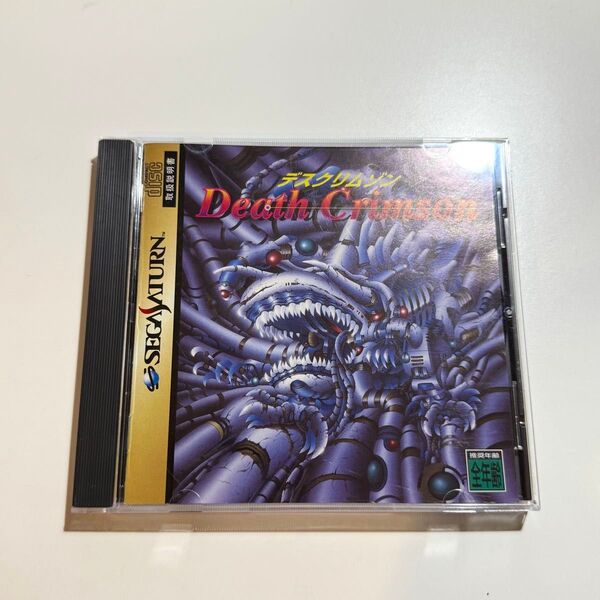 DISC
取扱説明書
SEGA SATURN™
デスクリムゾン
Death Crimson
推奨年齢
全年齢